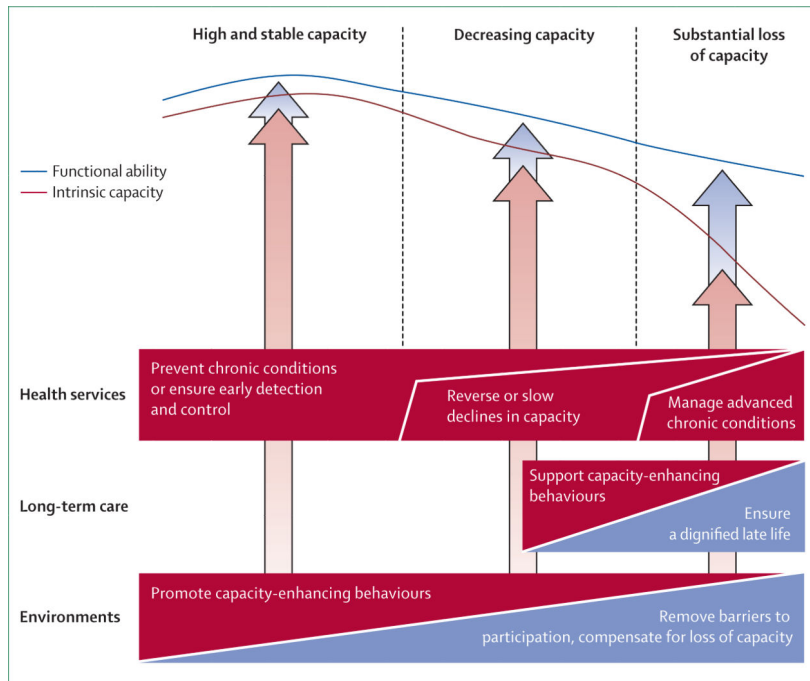 High and stable capacity
Decreasing capacity
Substantial loss
of capacity
Functional ability
Intrinsic capacity
Health services
Prevent chronic conditions
or ensure early detection
and control
Reverse or slow
declines in capacity
Manage advanced
chronic conditions
Long-term care
Support capacity-enhancing
behaviours
Ensure
a dignified late life
Environments
Promote capacity-enhancing behaviours
Remove barriers to
participation, compensate for loss of capacity